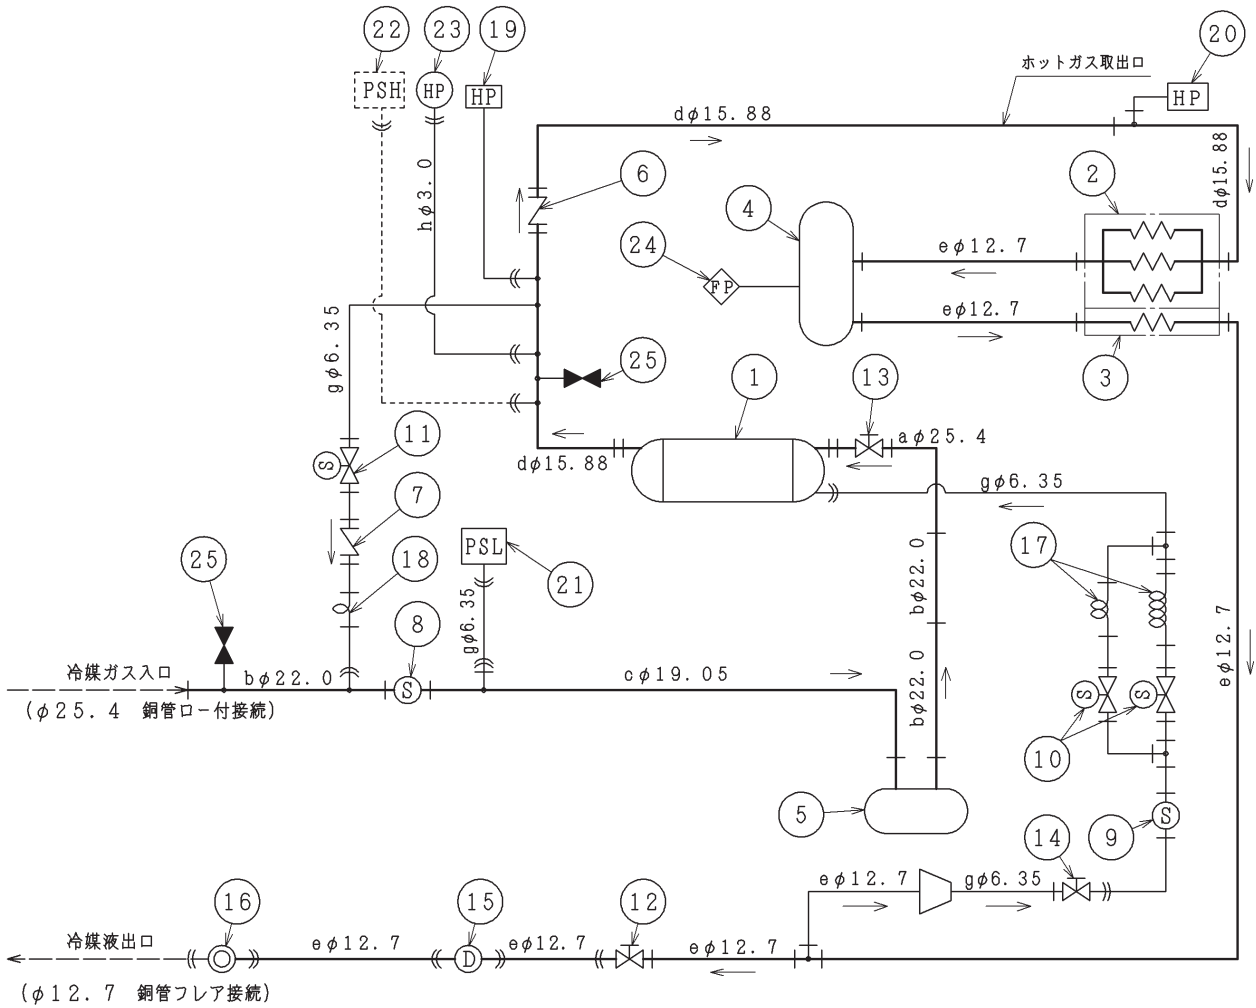 22
23
19
20
PSH
HP
HP
ホットガス取出口
HP
dφ15.88
dφ15.88
hφ3.0
6
4
2
24
eφ12.7
FP
eφ12.7
gφ6.35
25
1
13
3
11
S
dφ15.88
aφ25.4
gφ6.35
7
25
18
PSL
21
17
bφ22.0
gφ6.35
8
eφ12.7
冷媒ガス入口
bφ22.0
S
cφ19.05
bφ22.0
S
S
(φ25.4 銅管ロー付接続)
10
5
S
9
14
eφ12.7
gφ6.35
16
15
12
冷媒液出口
eφ12.7
D
eφ12.7
eφ12.7
(φ12.7 銅管フレア接続)